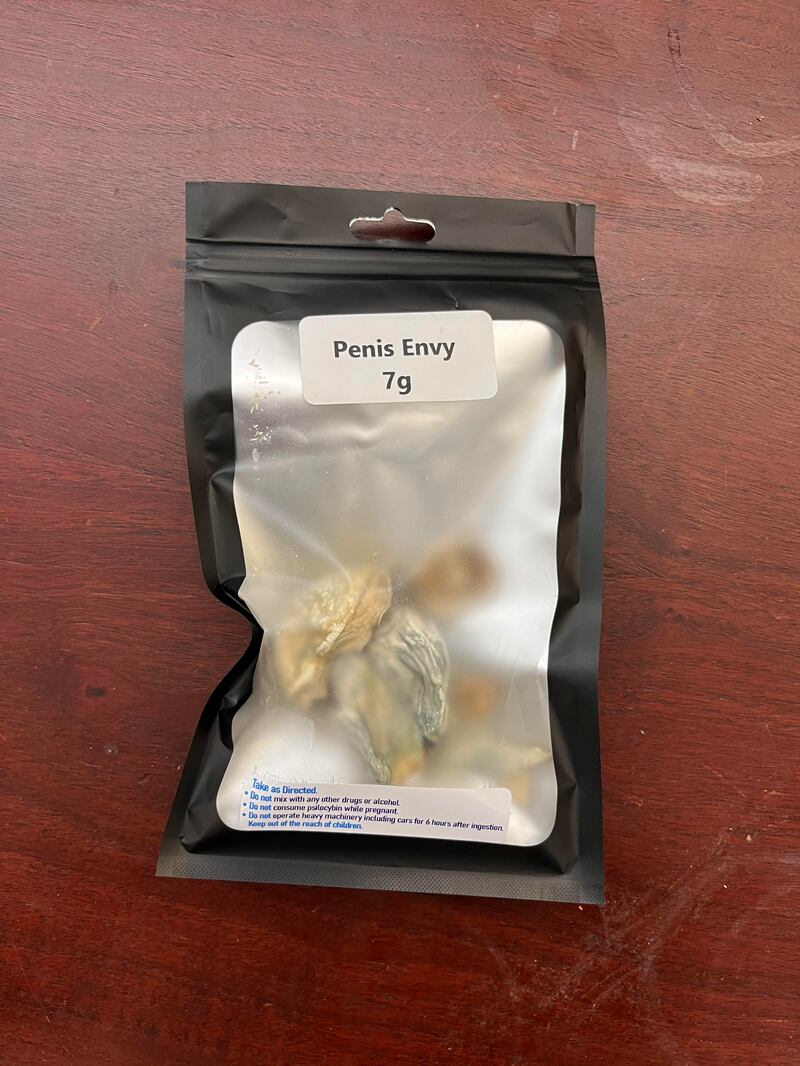 Penis Envy
7g
Take as Directed.
• Do not mix with any other drugs or alcohol.
• Do not consume psilocybin while pregnant.
• Do not operate heavy machinery including cars for 6 hours after ingestion.
Keep out of the reach of children.